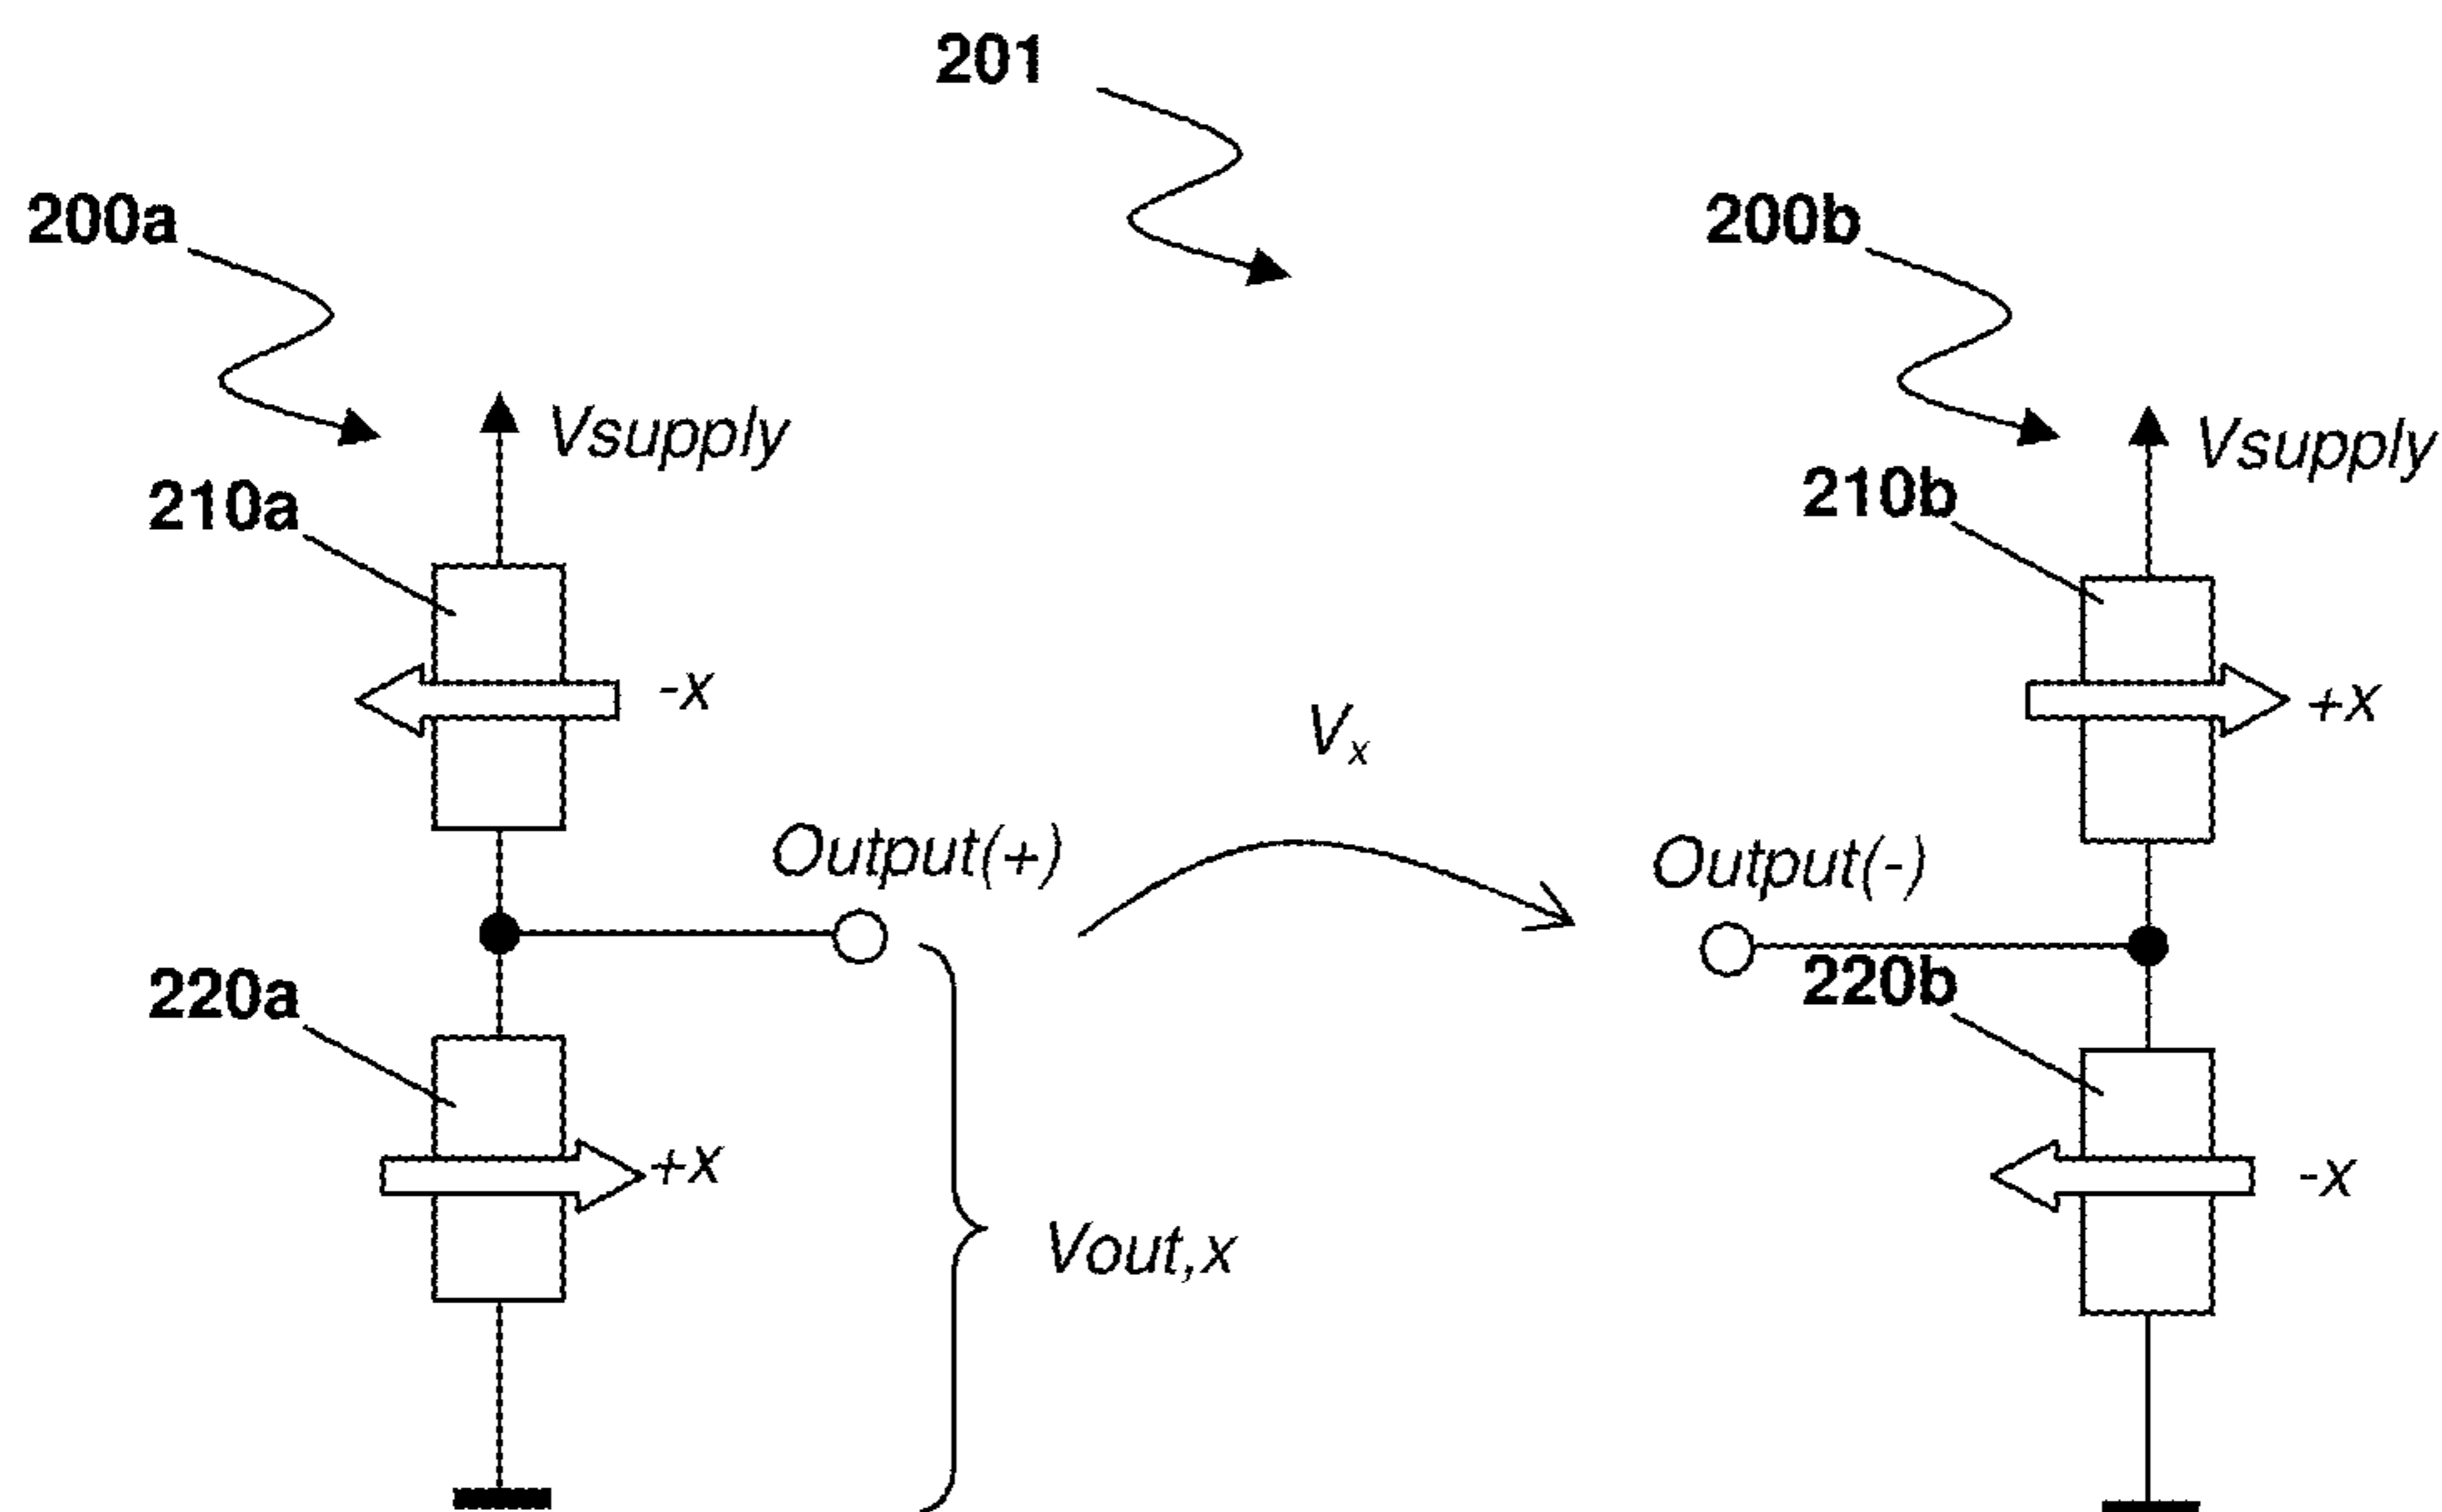 201
200a
200b
Vsupply
Vsupply
210a
210b
-x
+x
Vx
Output(+)
Output(-)
220a
220b
+x
-x
Vout,x